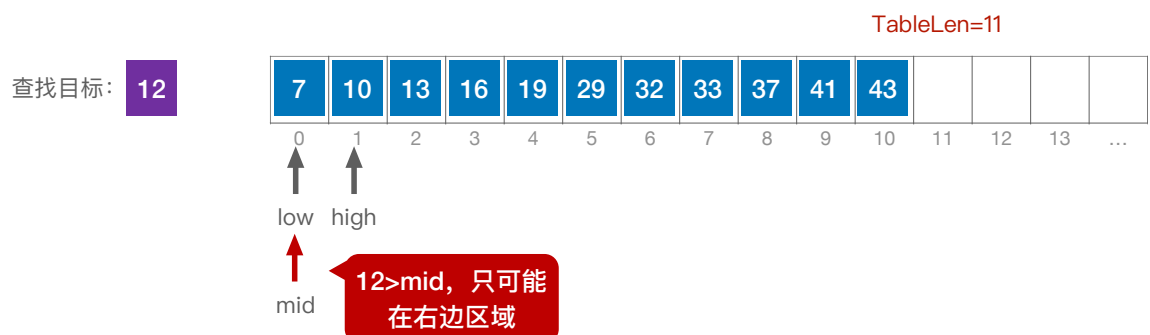 TableLen=11
查找目标： 12
7 10 13 16 19 29 32 33 37 41 43
0 1 2 3 4 5 6 7 8 9 10 11 12 13 ...
low high
mid
12>mid，只可能
在右边区域